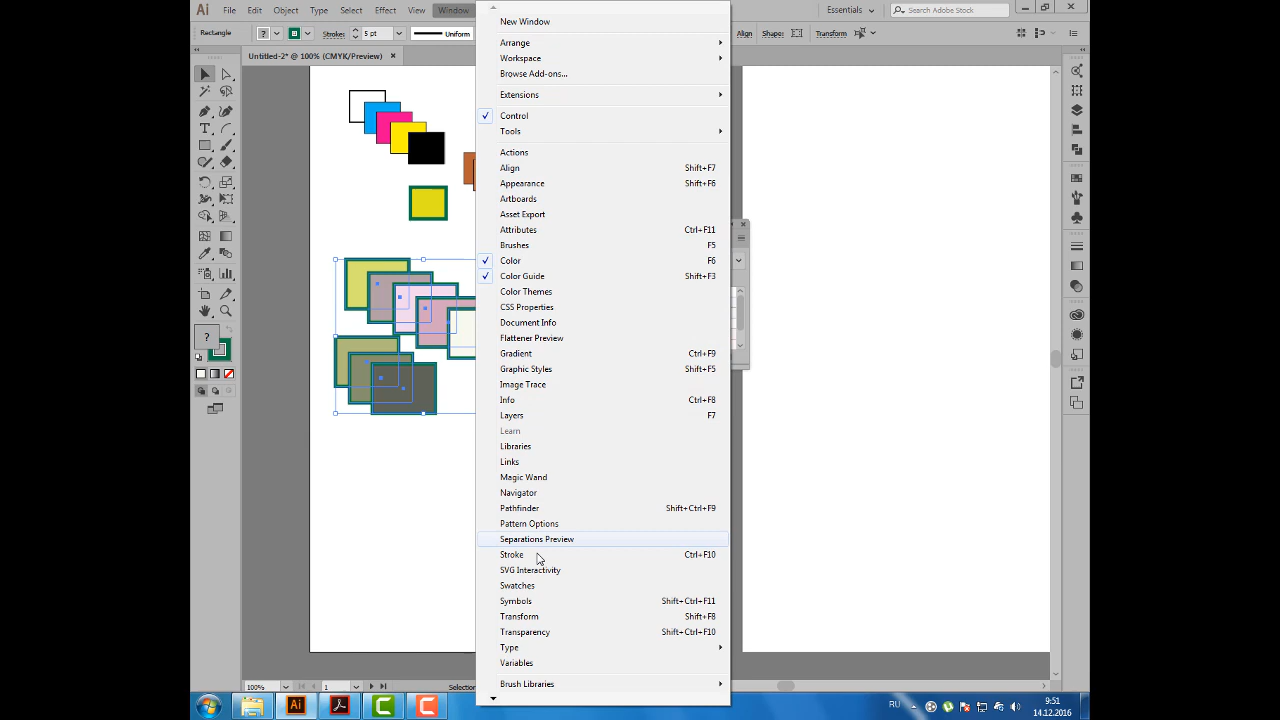 Ai File Edit Object Type Select Effect View Window Essentials Search Adobe Stock
Rectangle ? Strokes 5 pt Uniform Align Shape: Transform
Untitled-2* @ 100% (CMYK/Preview) ×
New Window
Arrange
Workspace
Browse Add-ons...
Extensions
Control
Tools
Actions
Align Shift+F7
Appearance Shift+F6
Artboards
Asset Export
Attributes Ctrl+F11
Brushes F5
Color F6
Color Guide Shift+F3
Color Themes
CSS Properties
Document Info
Flattener Preview
Gradient Ctrl+F9
Graphic Styles Shift+F5
Image Trace
Info Ctrl+F8
Layers F7
Learn
Libraries
Links
Magic Wand
Navigator
Pathfinder Shift+Ctrl+F9
Pattern Options
Separations Preview
Stroke Ctrl+F10
SVG Interactivity
Swatches
Symbols Shift+Ctrl+F11
Transform Shift+F8
Transparency Shift+Ctrl+F10
Type
Variables
Brush Libraries
?
100% 1 Selection
Ai RU 9:51
14.12.2016